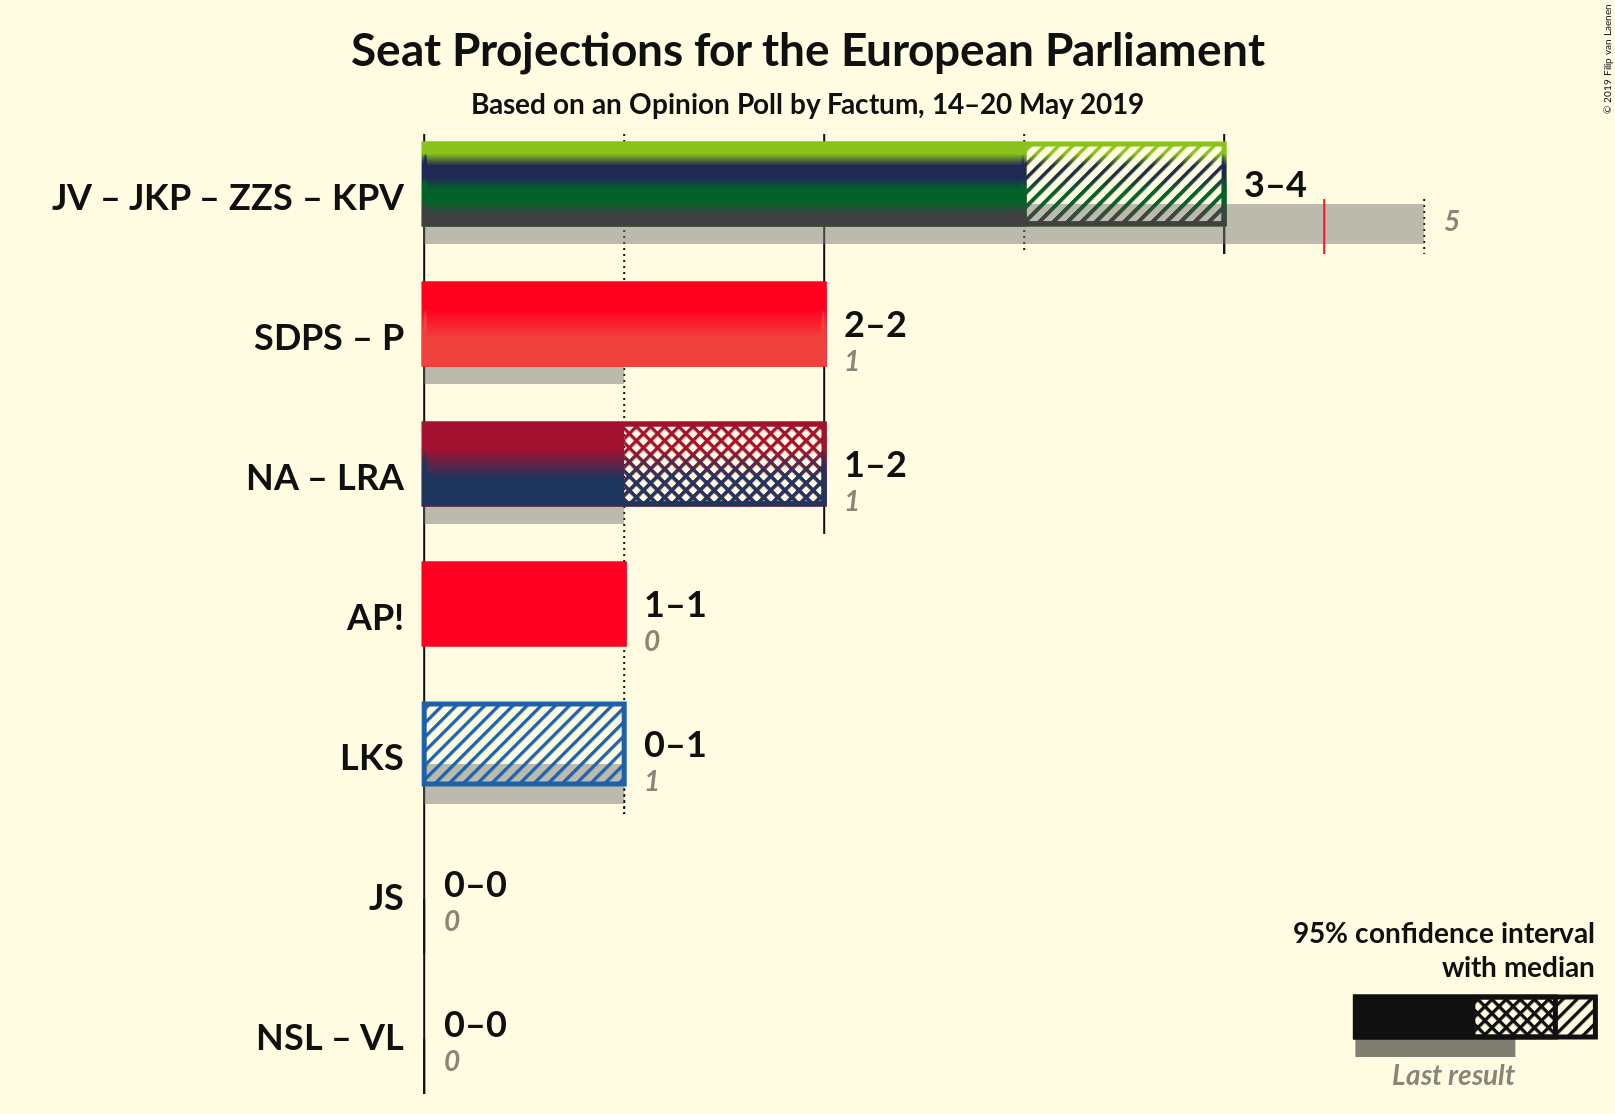 Seat Projections for the European Parliament
Based on an Opinion Poll by Factum, 14–20 May 2019
© 2019 Filip van Laenen
JV – JKP – ZZS – KPV
3–4
5
SDPS – P
2–2
1
NA – LRA
1–2
1
AP!
1–1
0
LKS
0–1
1
JS
0–0
0
NSL – VL
0–0
0
95% confidence interval
with median
Last result